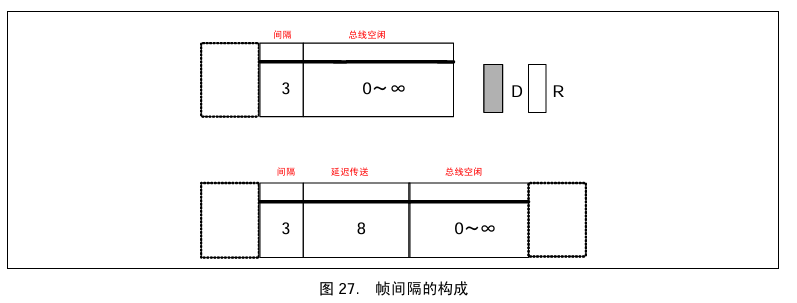 间隔 总线空闲
3 0～∞ D R
间隔 延迟传送 总线空闲
3 8 0～∞
图 27. 帧间隔的构成